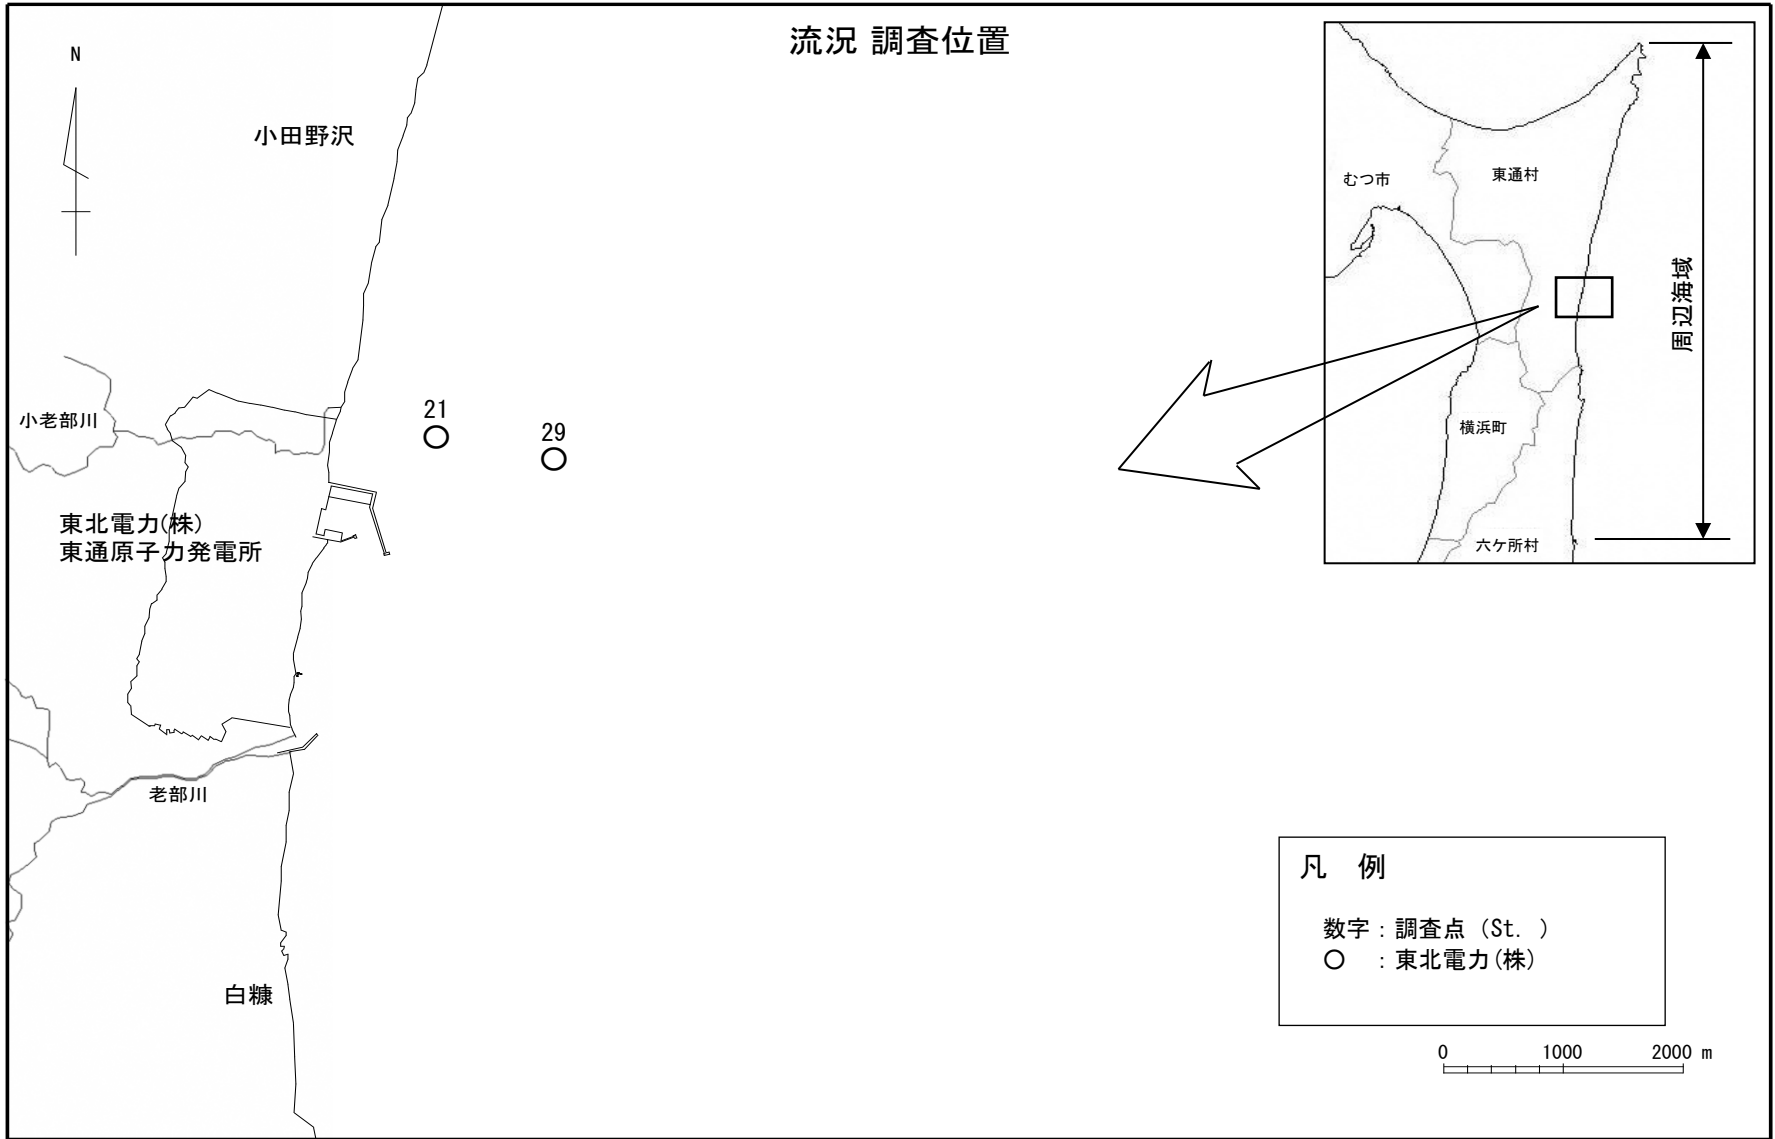 流況 調査位置
N
小田野沢
むつ市
東通村
周辺海域
21
29
小老部川
横浜町
東北電力(株)
東通原子力発電所
六ケ所村
老部川
凡 例
数字：調査点（St. ）
○ ：東北電力(株)
白糠
0 1000 2000 m